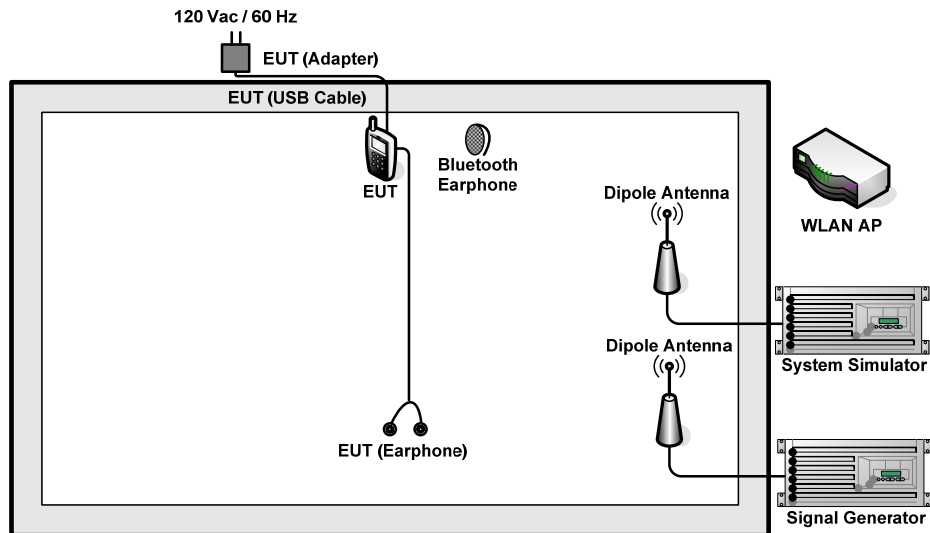 120 Vac / 60 Hz
EUT (Adapter)
EUT (USB Cable)
EUT
Bluetooth
Earphone
Dipole Antenna
WLAN AP
System Simulator
Dipole Antenna
EUT (Earphone)
Signal Generator